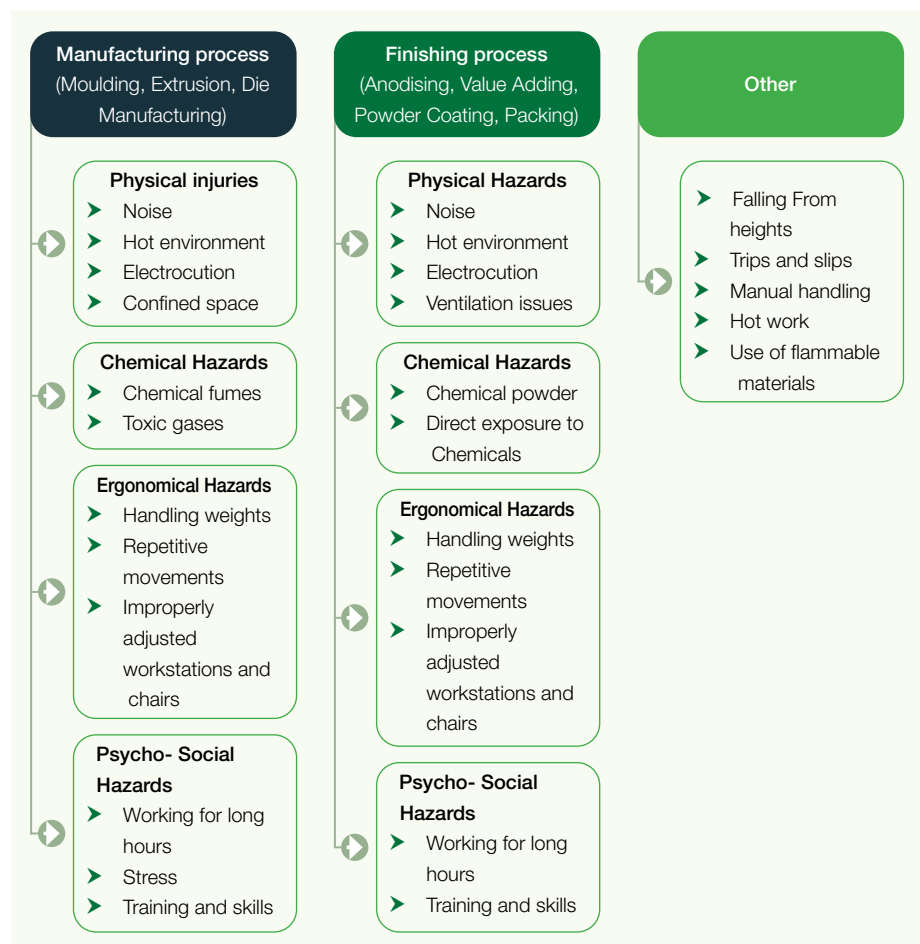 Manufacturing process
(Moulding, Extrusion, Die
Manufacturing)
Physical injuries
Noise
Hot environment
Electrocution
Confined space
Chemical Hazards
Chemical fumes
Toxic gases
Ergonomical Hazards
Handling weights
Repetitive
movements
Improperly
adjusted
workstations and
chairs
Psycho- Social
Hazards
Working for long
hours
Stress
Training and skills
Finishing process
(Anodising, Value Adding,
Powder Coating, Packing)
Physical Hazards
Noise
Hot environment
Electrocution
Ventilation issues
Chemical Hazards
Chemical powder
Direct exposure to
Chemicals
Ergonomical Hazards
Handling weights
Repetitive
movements
Improperly
adjusted
workstations and
chairs
Psycho- Social
Hazards
Working for long
hours
Training and skills
Other
Falling From
heights
Trips and slips
Manual handling
Hot work
Use of flammable
materials